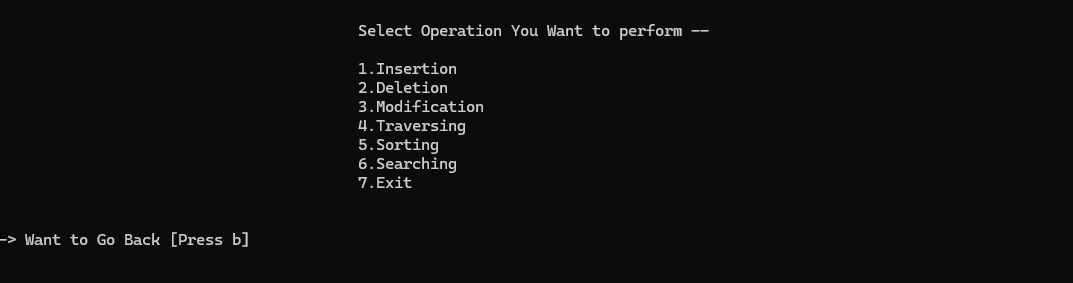 Select Operation You Want to perform --
1.Insertion
2.Deletion
3.Modification
4.Traversing
5.Sorting
6.Searching
7.Exit
-> Want to Go Back [Press b]